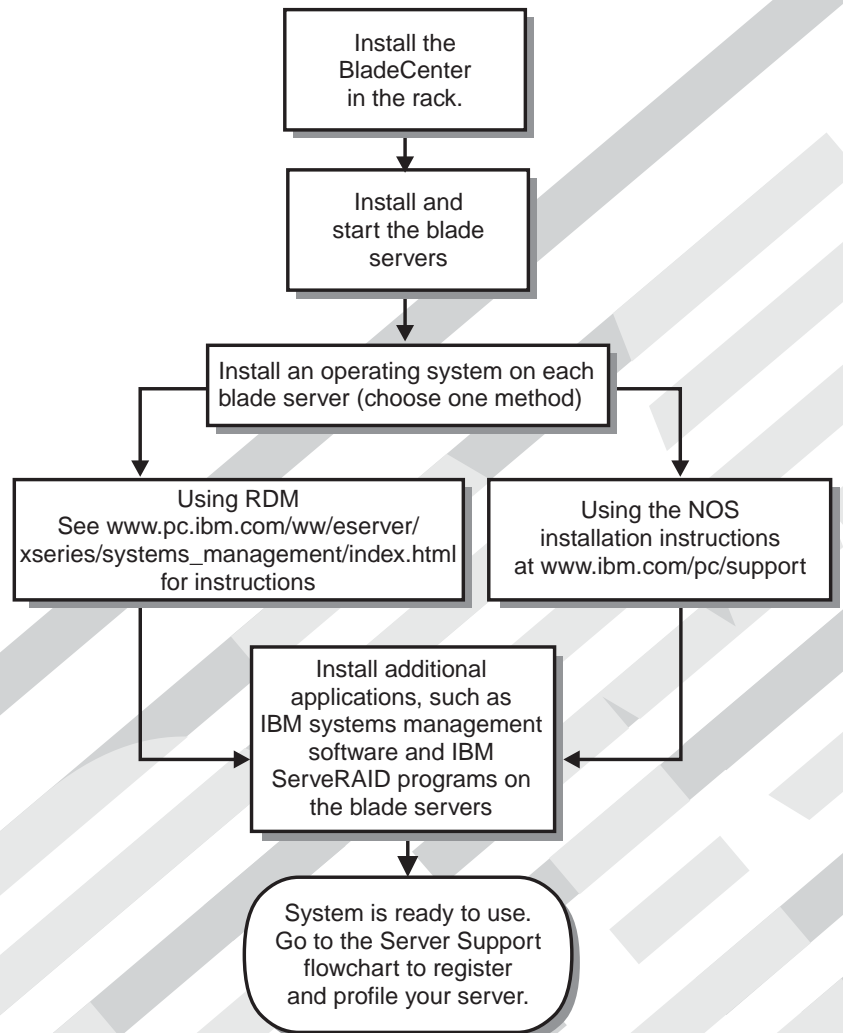 Install the
BladeCenter
in the rack.
Install and
start the blade
servers
Install an operating system on each
blade server (choose one method)
Using RDM
See www.pc.ibm.com/ww/eserver/
xseries/systems_management/index.html
for instructions
Using the NOS
installation instructions
at www.ibm.com/pc/support
Install additional
applications, such as
IBM systems management
software and IBM
ServeRAID programs on
the blade servers
System is ready to use.
Go to the Server Support
flowchart to register
and profile your server.